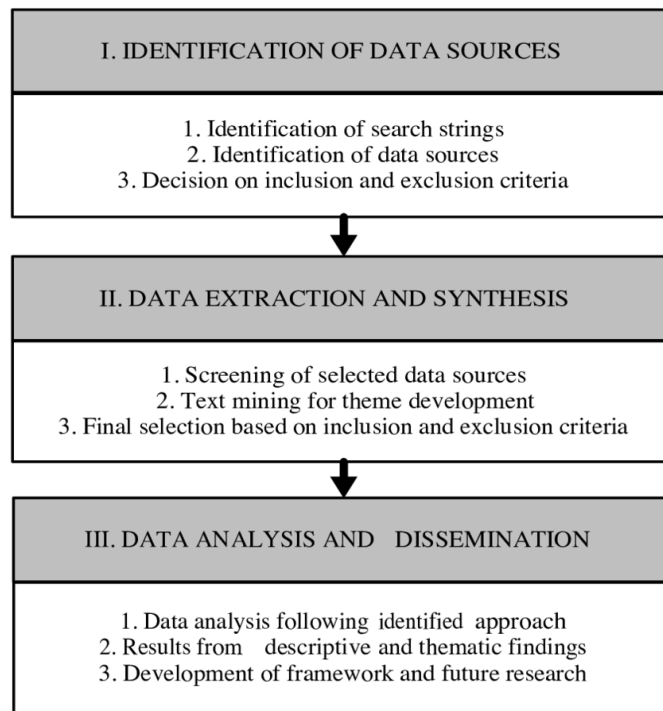 I. IDENTIFICATION OF DATA SOURCES
1. Identification of search strings
2. Identification of data sources
3. Decision on inclusion and exclusion criteria
II. DATA EXTRACTION AND SYNTHESIS
1. Screening of selected data sources
2. Text mining for theme development
3. Final selection based on inclusion and exclusion criteria
III. DATA ANALYSIS AND DISSEMINATION
1. Data analysis following identified approach
2. Results from descriptive and thematic findings
3. Development of framework and future research